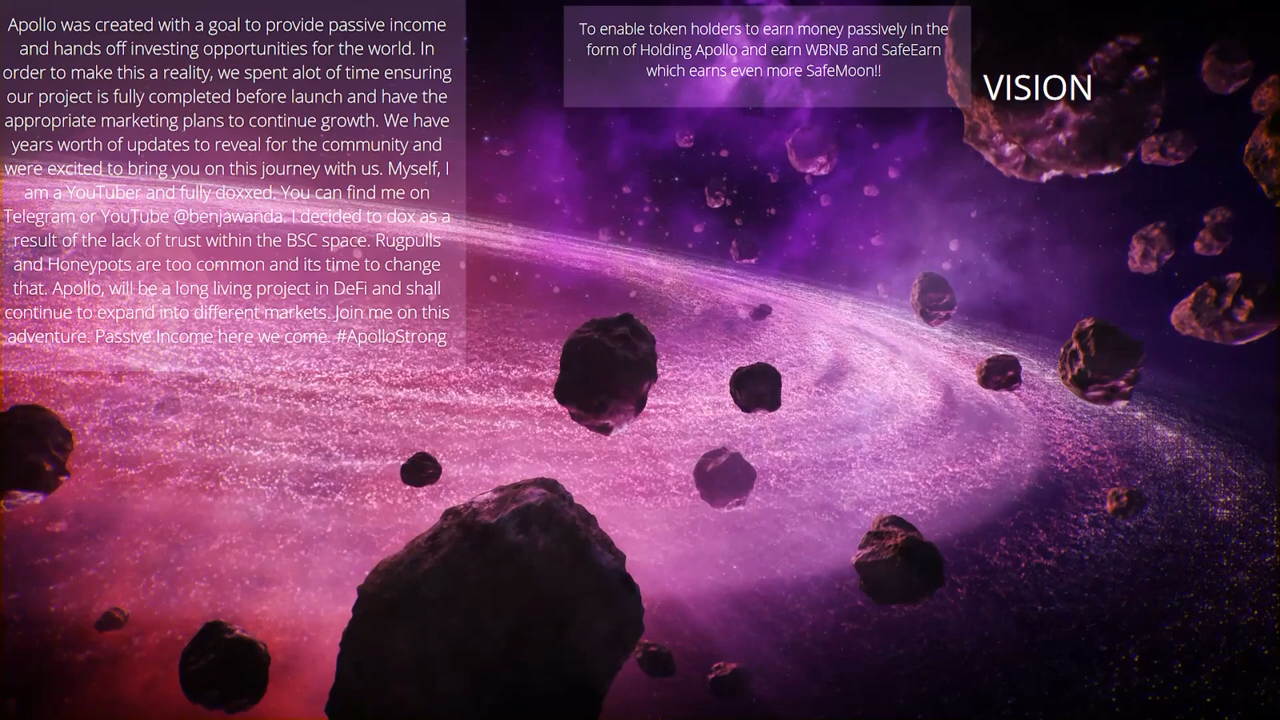 Apollo was created with a goal to provide passive income
and hands off investing opportunities for the world. In
order to make this a reality, we spent alot of time ensuring
our project is fully completed before launch and have the
appropriate marketing plans to continue growth. We have
years worth of updates to reveal for the community and
were excited to bring you on this journey with us. Myself, I
am a YouTuber and fully doxxed. You can find me on
Telegram or YouTube @benjawanda. I decided to dox as a
result of the lack of trust within the BSC space. Rugpulls
and Honeypots are too common and its time to change
that. Apollo, will be a long living project in DeFi and shall
continue to expand into different markets. Join me on this
adventure. Passive Income here we come. #ApolloStrong
To enable token holders to earn money passively in the
form of Holding Apollo and earn WBNB and SafeEarn
which earns even more SafeMoon!!
VISION